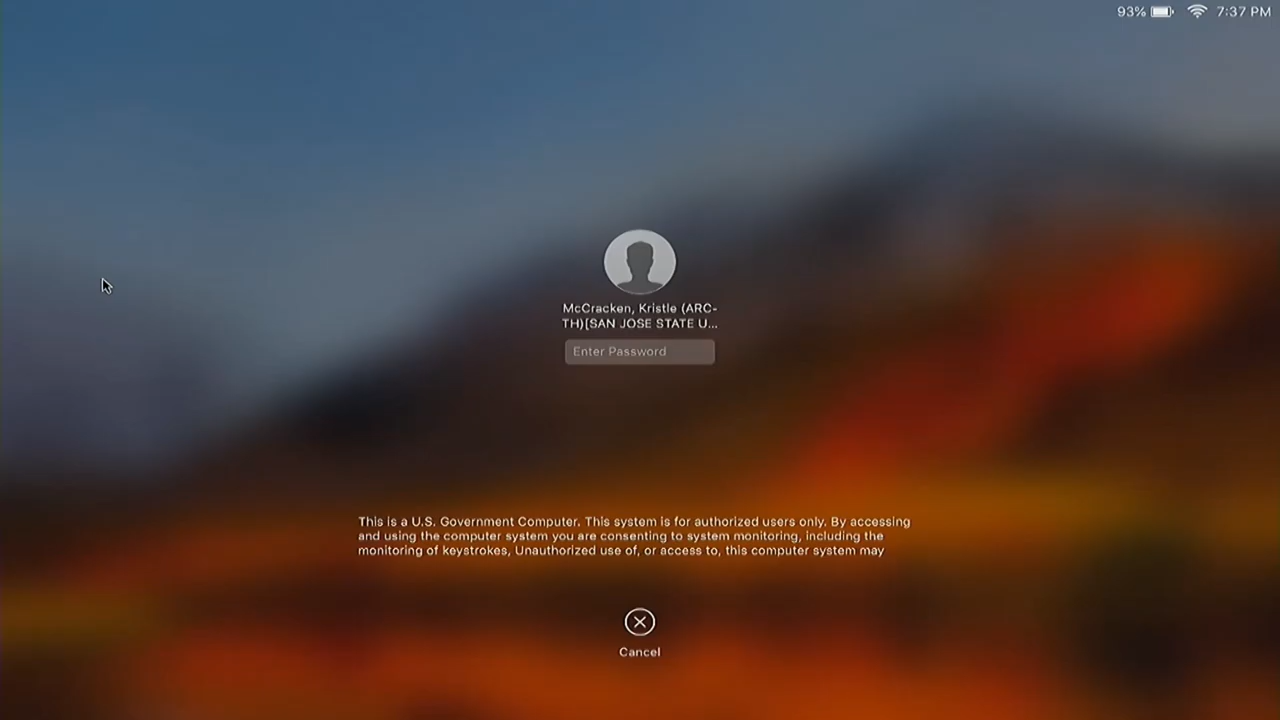 93% 7:37 PM
McCracken, Kristle (ARC-
TH)[SAN JOSE STATE U...
Enter Password
This is a U.S. Government Computer. This system is for authorized users only. By accessing
and using the computer system you are consenting to system monitoring, including the
monitoring of keystrokes, Unauthorized use of, or access to, this computer system may
Cancel